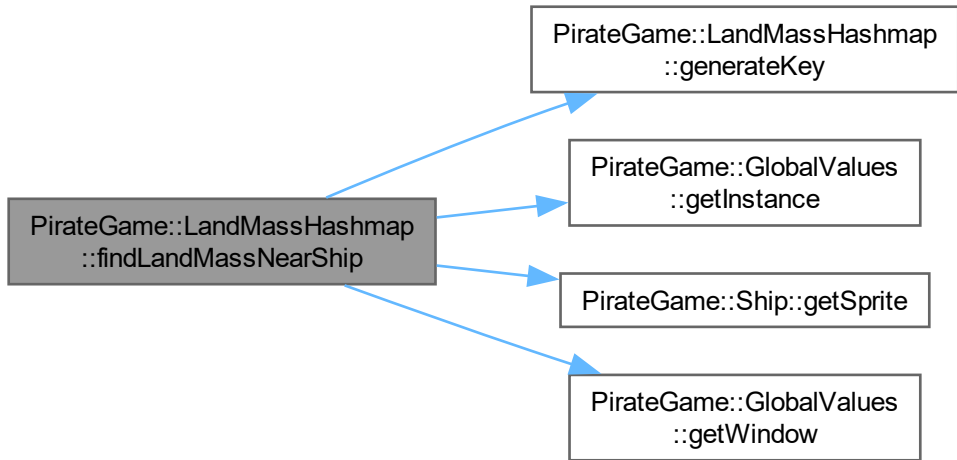 PirateGame::LandMassHashmap
::findLandMassNearShip
PirateGame::LandMassHashmap
::generateKey
PirateGame::GlobalValues
::getInstance
PirateGame::Ship::getSprite
PirateGame::GlobalValues
::getWindow